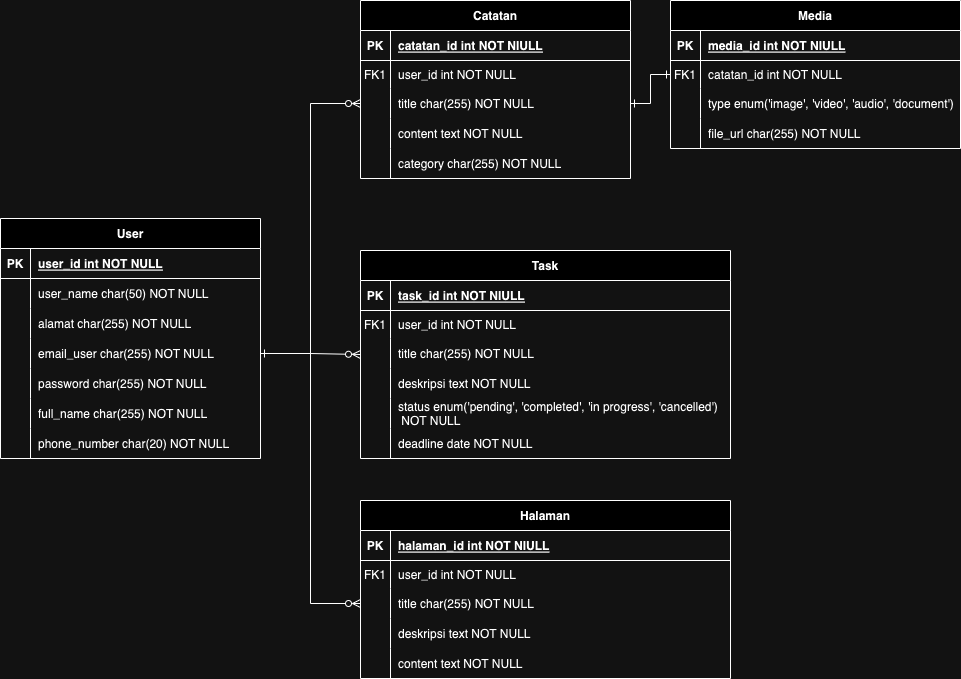 Catatan
PK catatan_id int NOT NIULL
FK1 user_id int NOT NULL
title char(255) NOT NULL
content text NOT NULL
category char(255) NOT NULL
Media
PK media_id int NOT NIULL
FK1 catatan_id int NOT NULL
type enum('image', 'video', 'audio', 'document')
file_url char(255) NOT NULL
User
PK user_id int NOT NULL
user_name char(50) NOT NULL
alamat char(255) NOT NULL
email_user char(255) NOT NULL
password char(255) NOT NULL
full_name char(255) NOT NULL
phone_number char(20) NOT NULL
Task
PK task_id int NOT NIULL
FK1 user_id int NOT NULL
title char(255) NOT NULL
deskripsi text NOT NULL
status enum('pending', 'completed', 'in progress', 'cancelled')
NOT NULL
deadline date NOT NULL
Halaman
PK halaman_id int NOT NIULL
FK1 user_id int NOT NULL
title char(255) NOT NULL
deskripsi text NOT NULL
content text NOT NULL